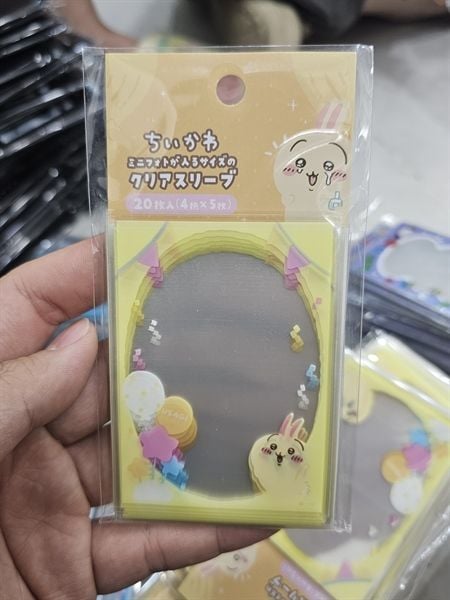 ちいかわ
ミニフォトが入るサイズの
クリアスリーブ
20枚入(4柄×5枚)
USAGI